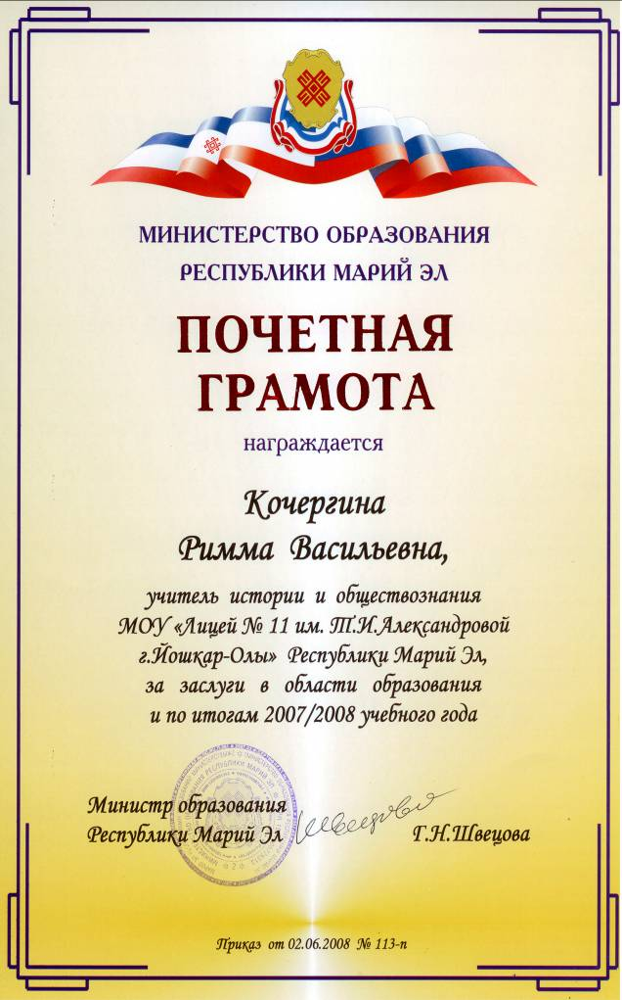 МИНИСТЕРСТВО ОБРАЗОВАНИЯ
РЕСПУБЛИКИ МАРИЙ ЭЛ
ПОЧЕТНАЯ
ГРАМОТА
награждается
Кочергина
Римма Васильевна,
учитель истории и обществознания
МОУ «Лицей № 11 им. Т.И.Александровой
г.Йошкар-Олы» Республики Марий Эл,
за заслуги в области образования
и по итогам 2007/2008 учебного года
Министр образования
Республики Марий Эл
Швецова
Г.Н.Швецова
Приказ от 02.06.2008 № 113-п